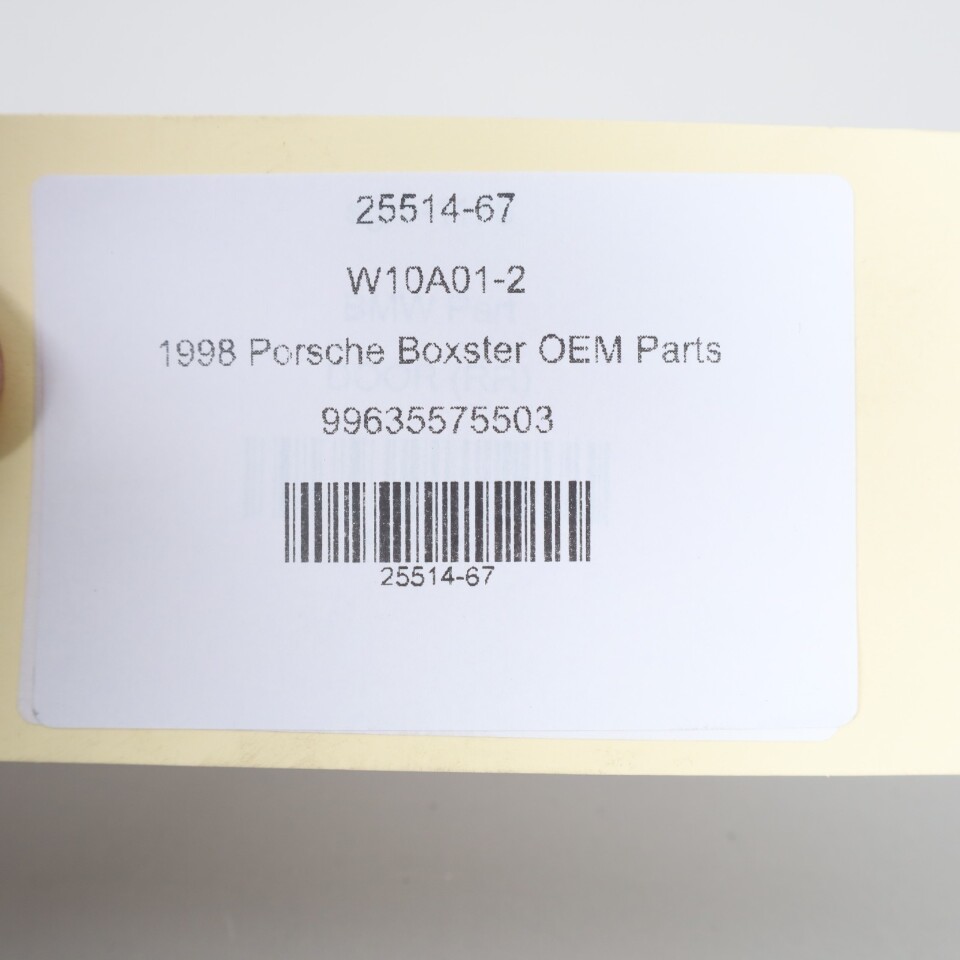 25514-67
W10A01-2
1998 Porsche Boxster OEM Parts
99635575503
25514-67